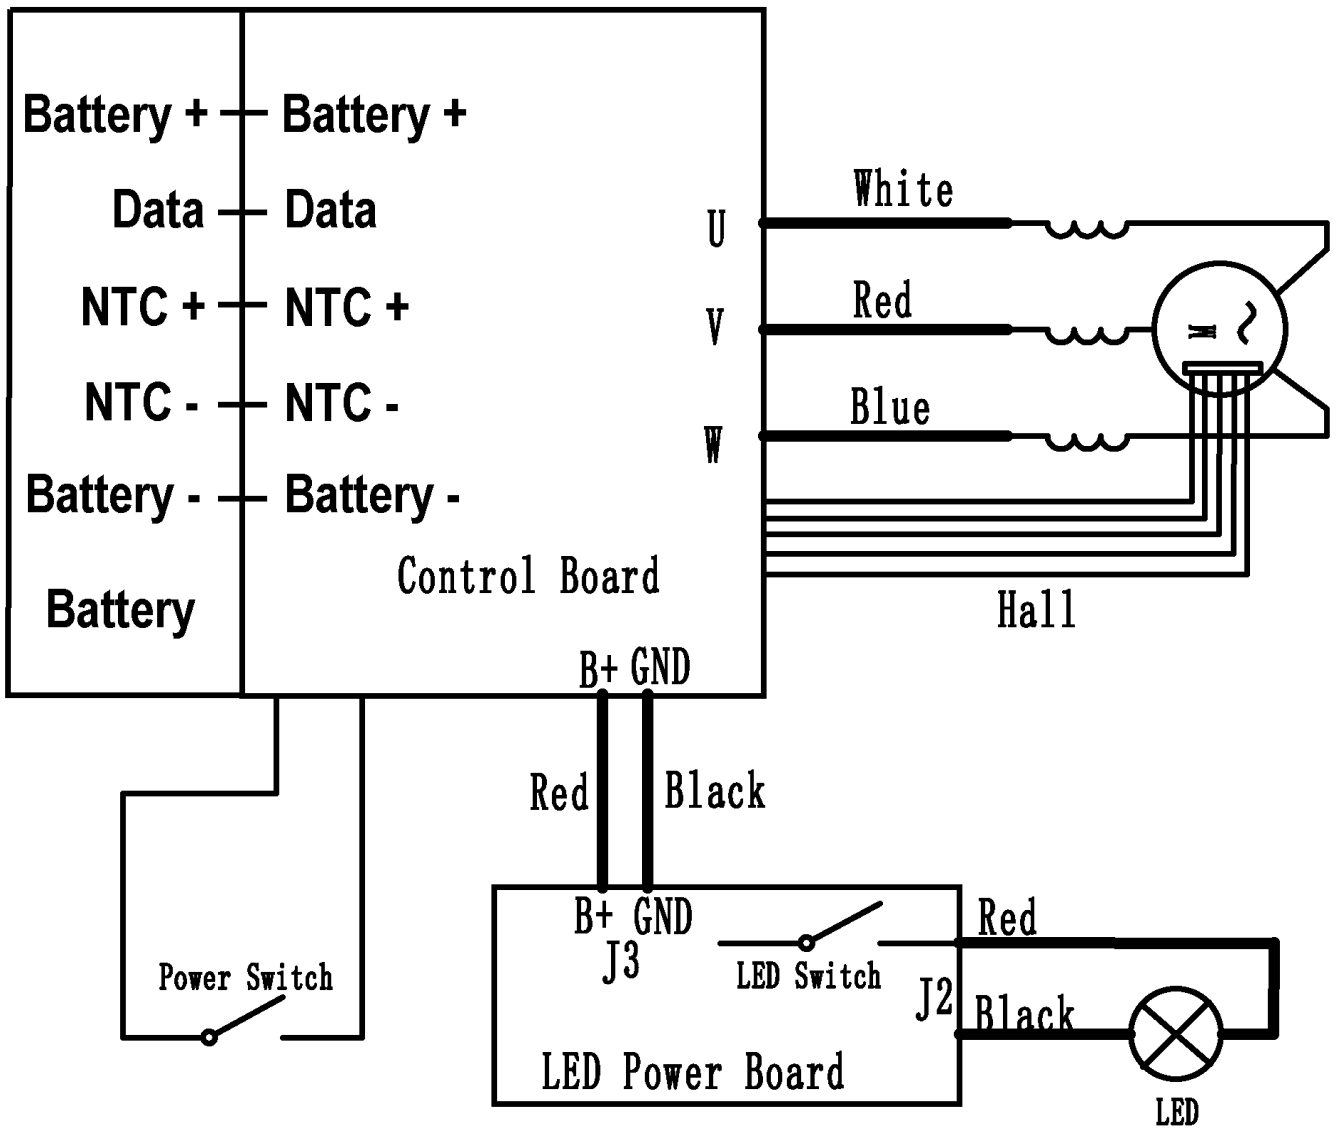 Battery + Battery +
Data Data
NTC + NTC +
NTC - NTC -
Battery - Battery -
Battery
Control Board
U
White
V
Red
W
Blue
M ~
Hall
B+ GND
Red Black
B+ GND
J3
LED Switch
J2
LED Power Board
Power Switch
Red
Black
LED